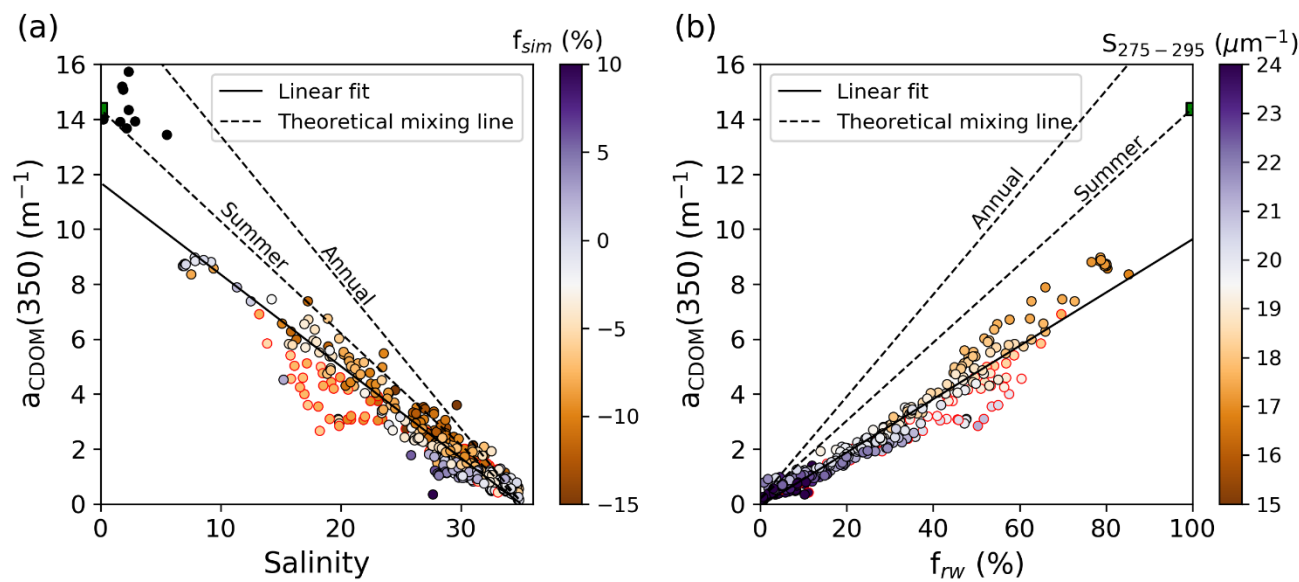 (a)
f_sim (%)
16
14
12
10
8
6
4
2
0
a_CDOM(350) (m⁻¹)
Linear fit
Theoretical mixing line
Summer
Annual
0
10
20
30
Salinity
10
5
0
−5
−10
−15
(b)
S_275−295 (μm⁻¹)
16
14
12
10
8
6
4
2
0
a_CDOM(350) (m⁻¹)
Linear fit
Theoretical mixing line
Annual
Summer
0
20
40
60
80
100
f_rw (%)
24
23
22
21
20
19
18
17
16
15